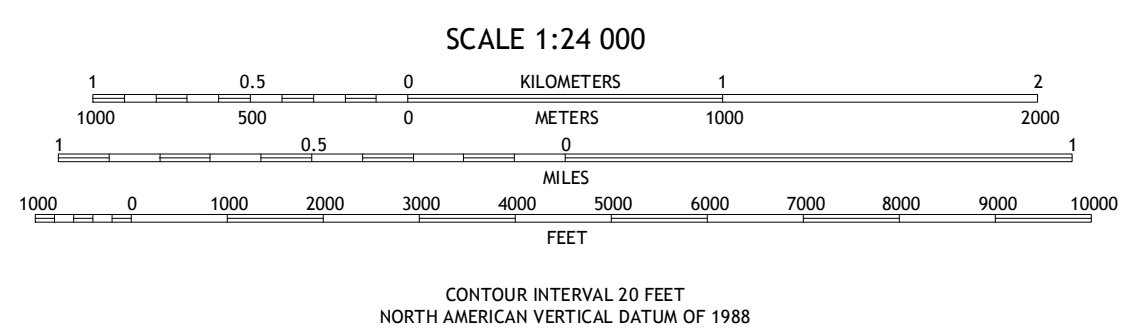 SCALE 1:24 000
1 0.5 0 KILOMETERS 1 2
1000 500 0 METERS 1000 2000
1 0.5 0 1
MILES
1000 0 1000 2000 3000 4000 5000 6000 7000 8000 9000 10000
FEET
CONTOUR INTERVAL 20 FEET
NORTH AMERICAN VERTICAL DATUM OF 1988